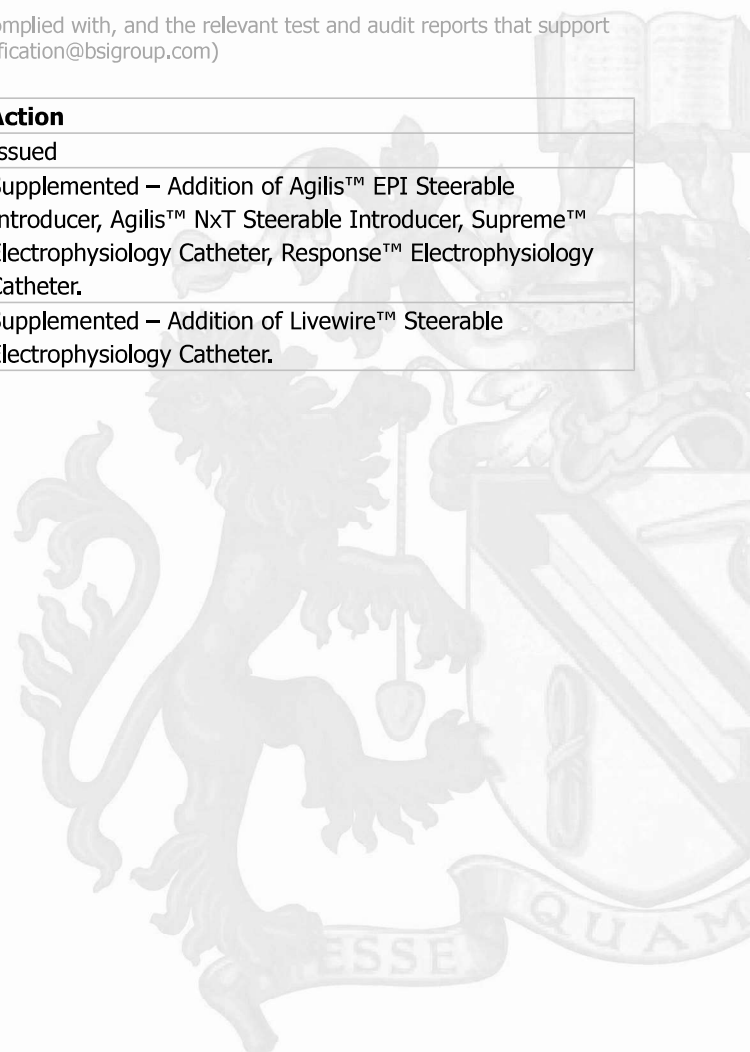 omplied with, and the relevant test and audit reports that support
fication@bsigroup.com)
Action
Issued
Supplemented – Addition of Agilis™ EPI Steerable
Introducer, Agilis™ NxT Steerable Introducer, Supreme™
Electrophysiology Catheter, Response™ Electrophysiology
Catheter.
Supplemented – Addition of Livewire™ Steerable
Electrophysiology Catheter.
ESSE QUAM